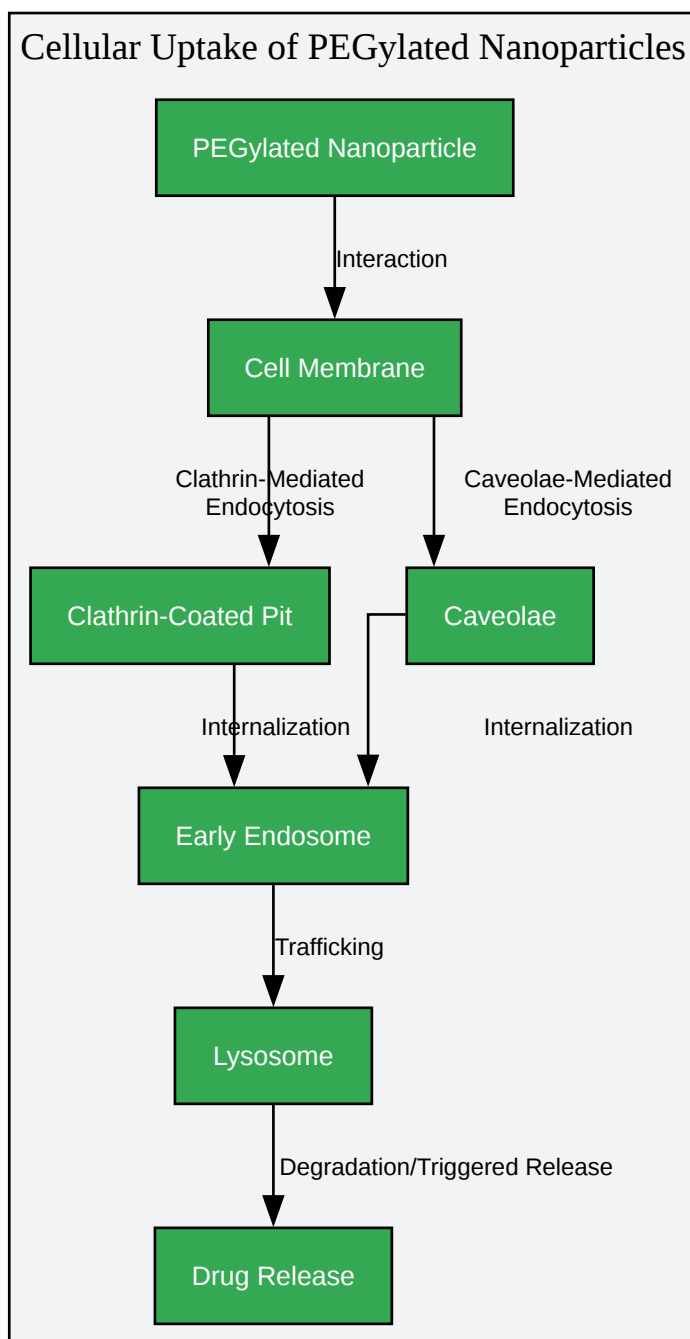 Cellular Uptake of PEGylated Nanoparticles
PEGylated Nanoparticle
Interaction
Cell Membrane
Clathrin-Mediated
Endocytosis
Caveolae-Mediated
Endocytosis
Clathrin-Coated Pit
Caveolae
Internalization
Internalization
Early Endosome
Trafficking
Lysosome
Degradation/Triggered Release
Drug Release